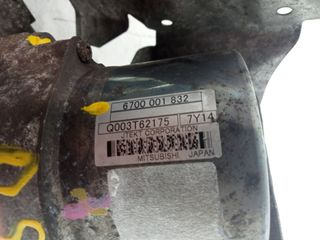 6700 001 832
Q003T62175 7Y14
JTEKT CORPORATION
MITSUBISHI JAPAN